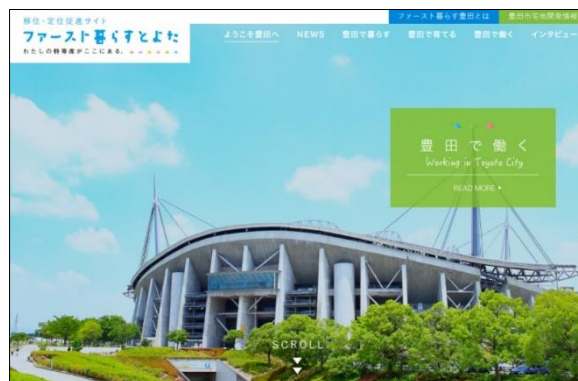 移住・定住促進サイト
ファースト暮らすとよた
わたしの特等席がここにある。
ファースト暮らす豊田とは
豊田市宅地開発情報
ようこそ豊田へ
NEWS
豊田で暮らす
豊田で育てる
豊田で働く
インタビュー
豊田で働く
Working in Toyota City
READ MORE
SCROLL